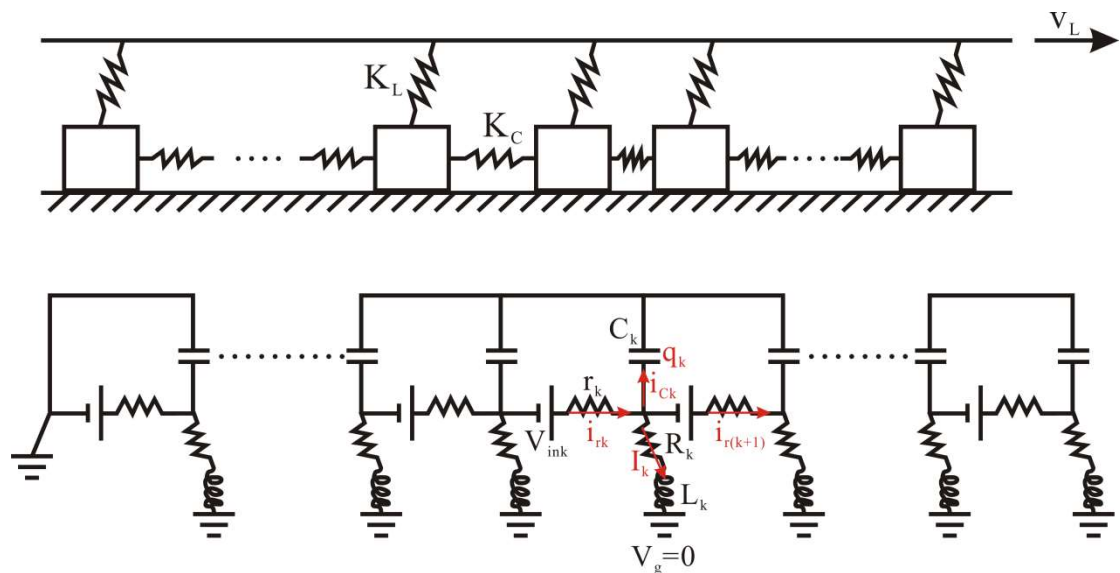 v_L
K_L
K_C
C_k
q_k
r_k
i_Ck
V_ink
i_rk
R_k
i_r(k+1)
I_k
L_k
V_g=0